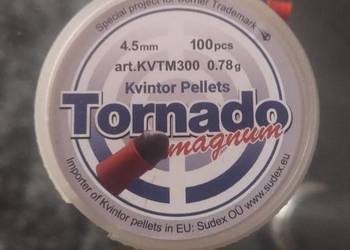 Special project for Borner Trademark
4.5mm 100pcs
art.KVTM300 0.78g
Kvintor Pellets
Tornado
magnum
Importer of Kvintor pellets in EU: Sudex OÜ www.sudex.eu